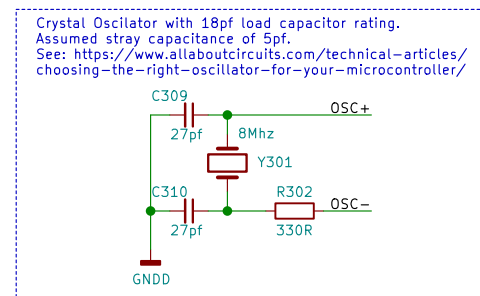 Crystal Oscilator with 18pf load capacitor rating.
Assumed stray capacitance of 5pf.
See: https://www.allaboutcircuits.com/technical-articles/
choosing-the-right-oscillator-for-your-microcontroller/
C309
OSC+
27pf
8Mhz
Y301
C310
R302
OSC-
27pf
330R
GNDD